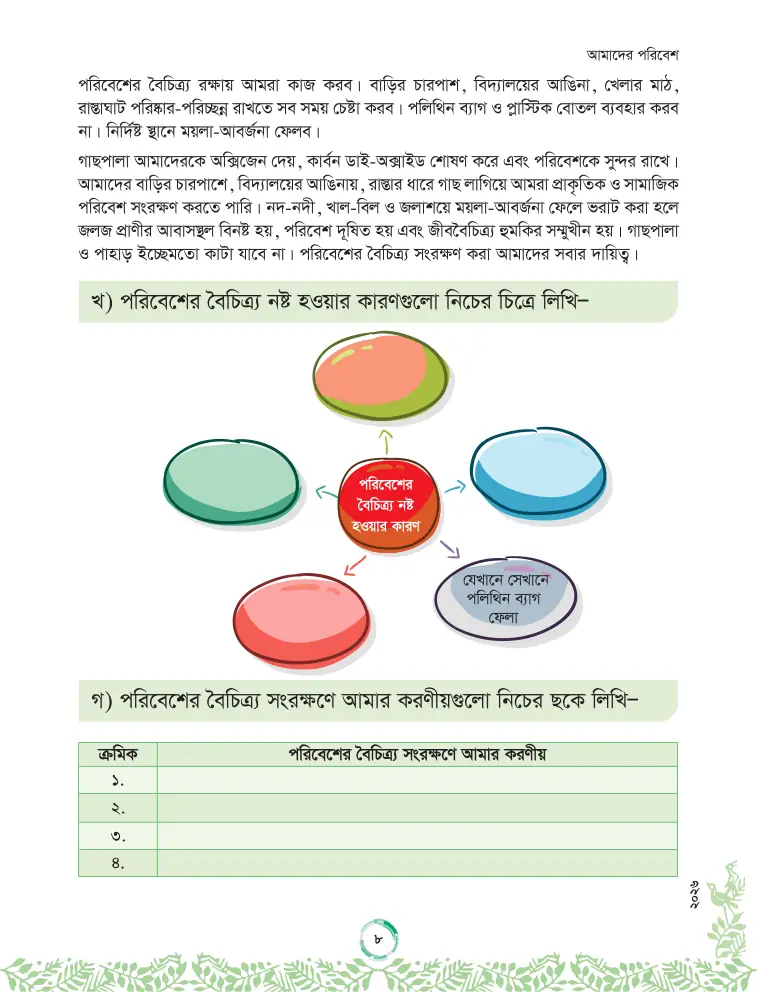 আমাদের পরিবেশ
পরিবেশের বৈচিত্র্য রক্ষায় আমরা কাজ করব। বাড়ির চারপাশ, বিদ্যালয়ের আঙিনা, খেলার মাঠ,
রাস্তাঘাট পরিষ্কার-পরিচ্ছন্ন রাখতে সব সময় চেষ্টা করব। পলিথিন ব্যাগ ও প্লাস্টিক বোতল ব্যবহার করব
না। নির্দিষ্ট স্থানে ময়লা-আবর্জনা ফেলব।
গাছপালা আমাদেরকে অক্সিজেন দেয়, কার্বন ডাই-অক্সাইড শোষণ করে এবং পরিবেশকে সুন্দর রাখে।
আমাদের বাড়ির চারপাশে, বিদ্যালয়ের আঙিনায়, রাস্তার ধারে গাছ লাগিয়ে আমরা প্রাকৃতিক ও সামাজিক
পরিবেশ সংরক্ষণ করতে পারি। নদ-নদী, খাল-বিল ও জলাশয়ে ময়লা-আবর্জনা ফেলে ভরাট করা হলে
জলজ প্রাণীর আবাসস্থল বিনষ্ট হয়, পরিবেশ দূষিত হয় এবং জীববৈচিত্র্য হুমকির সম্মুখীন হয়। গাছপালা
ও পাহাড় ইচ্ছেমতো কাটা যাবে না। পরিবেশের বৈচিত্র্য সংরক্ষণ করা আমাদের সবার দায়িত্ব।
খ) পরিবেশের বৈচিত্র্য নষ্ট হওয়ার কারণগুলো নিচের চিত্রে লিখি–
পরিবেশের
বৈচিত্র্য নষ্ট
হওয়ার কারণ
যেখানে সেখানে
পলিথিন ব্যাগ
ফেলা
গ) পরিবেশের বৈচিত্র্য সংরক্ষণে আমার করণীয়গুলো নিচের ছকে লিখি–
ক্রমিক পরিবেশের বৈচিত্র্য সংরক্ষণে আমার করণীয়
১.
২.
৩.
৪.
২০২৬
৮